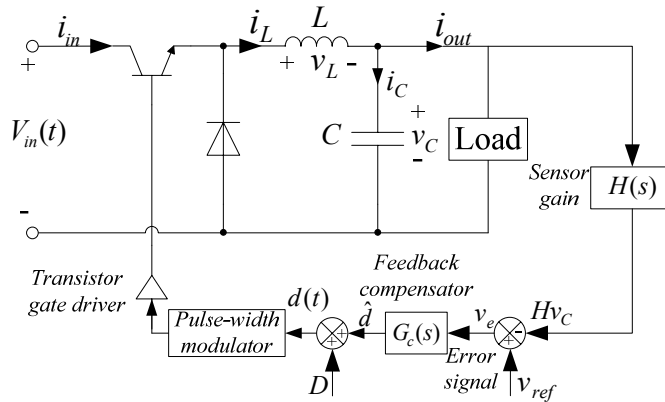 i_in
i_L
L
i_out
+
+ v_L -
i_C
V_in(t)
C
+
v_C
-
Load
Sensor
gain
H(s)
-
Transistor
gate driver
Feedback
compensator
d(t)
d̂
v_e
Hv_C
Pulse-width
modulator
+
+
G_c(s)
-
+
Error
signal
D
v_ref